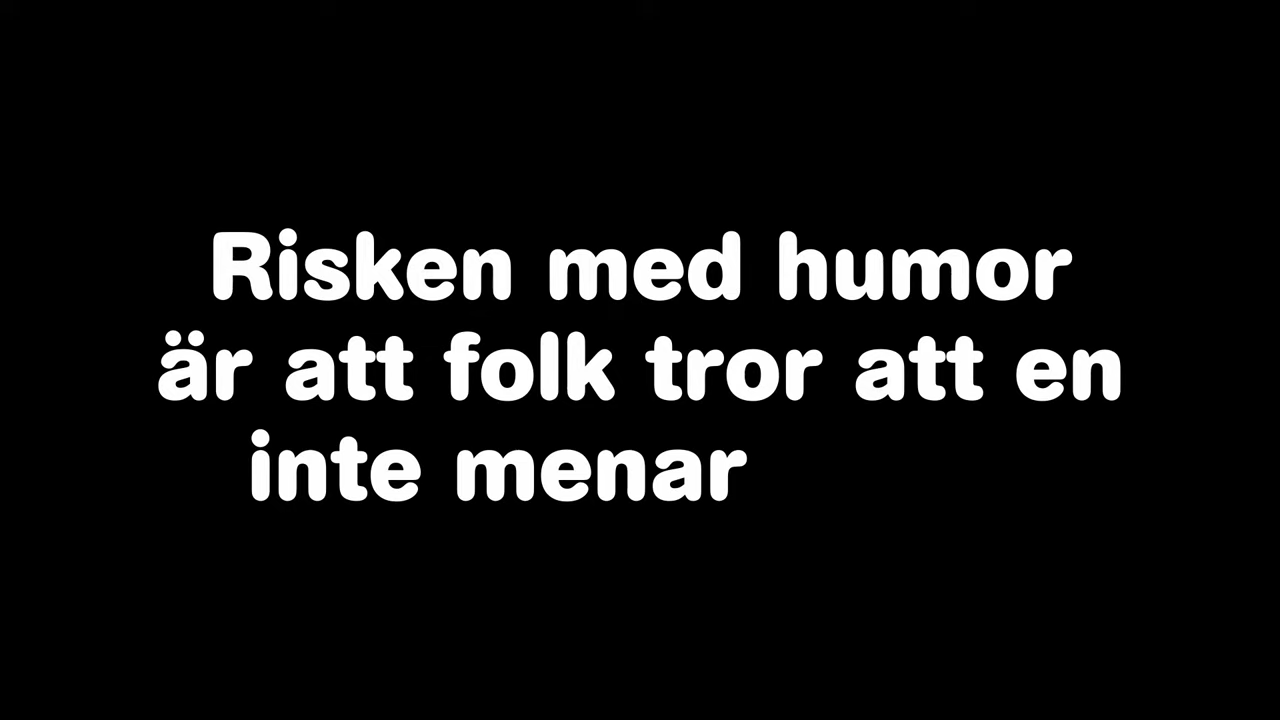 Risken med humor
är att folk tror att en
inte menar